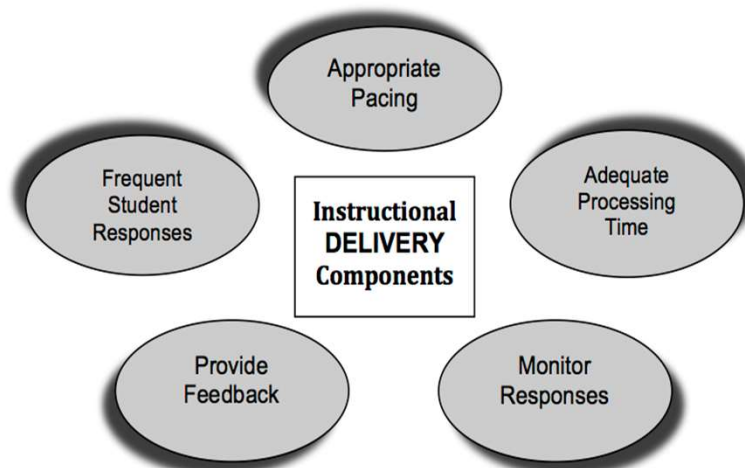 Appropriate
Pacing
Frequent
Student
Responses
Instructional
DELIVERY
Components
Adequate
Processing
Time
Provide
Feedback
Monitor
Responses